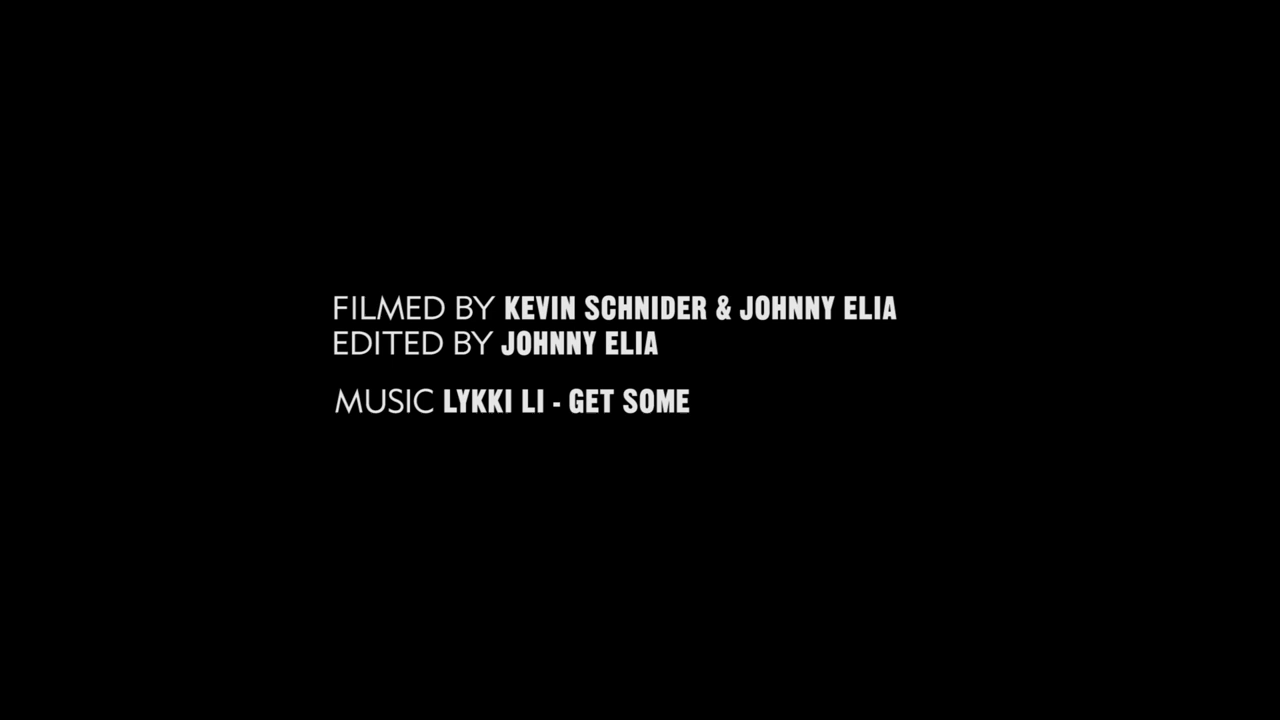 FILMED BY KEVIN SCHNIDER & JOHNNY ELIA
EDITED BY JOHNNY ELIA
MUSIC LYKKI LI - GET SOME